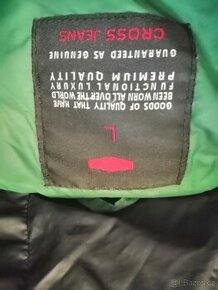 L
GOODS OF QUALITY THAT HAVE
BEEN WORN ALL OVER THE WORLD
FUNCTIONAL LUXURY
PREMIUM QUALITY
GUARANTEED AS GENUINE
CROSS JEANS